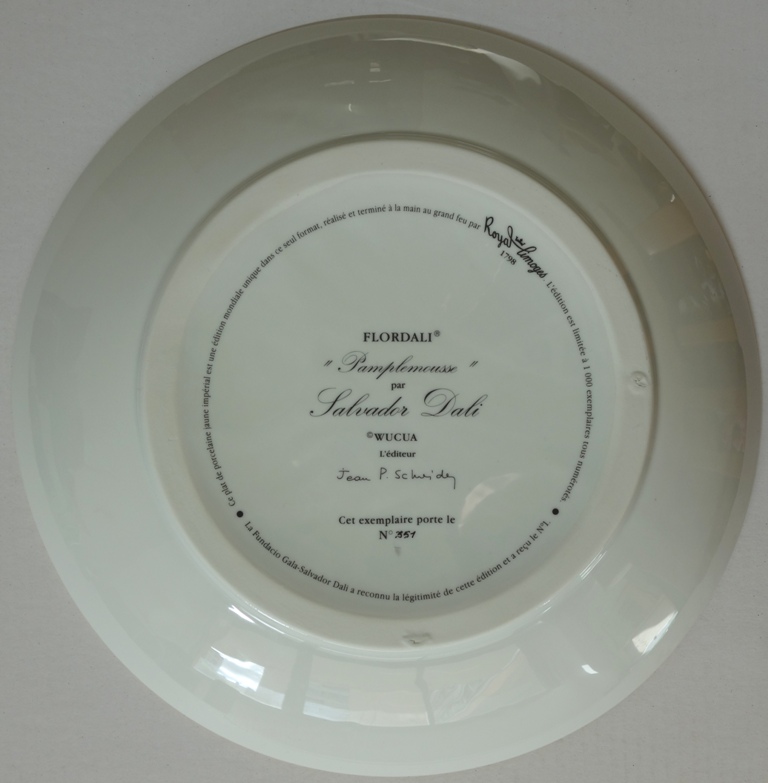 Ce plat de porcelaine jaune impérial est une édition mondiale unique dans ce seul format, réalisé et terminé à la main au grand feu par Royal Limoges 1798 L'édition est limitée à 1 000 exemplaires tous numérotés.
FLORDALI®
" Pamplemousse "
par
Salvador Dali
©WUCUA
L'éditeur
Jean P. Schneider
Cet exemplaire porte le
N° 351
• La Fundacio Gala-Salvador Dali a reconnu la légitimité de cette édition et a reçu le N°1. •